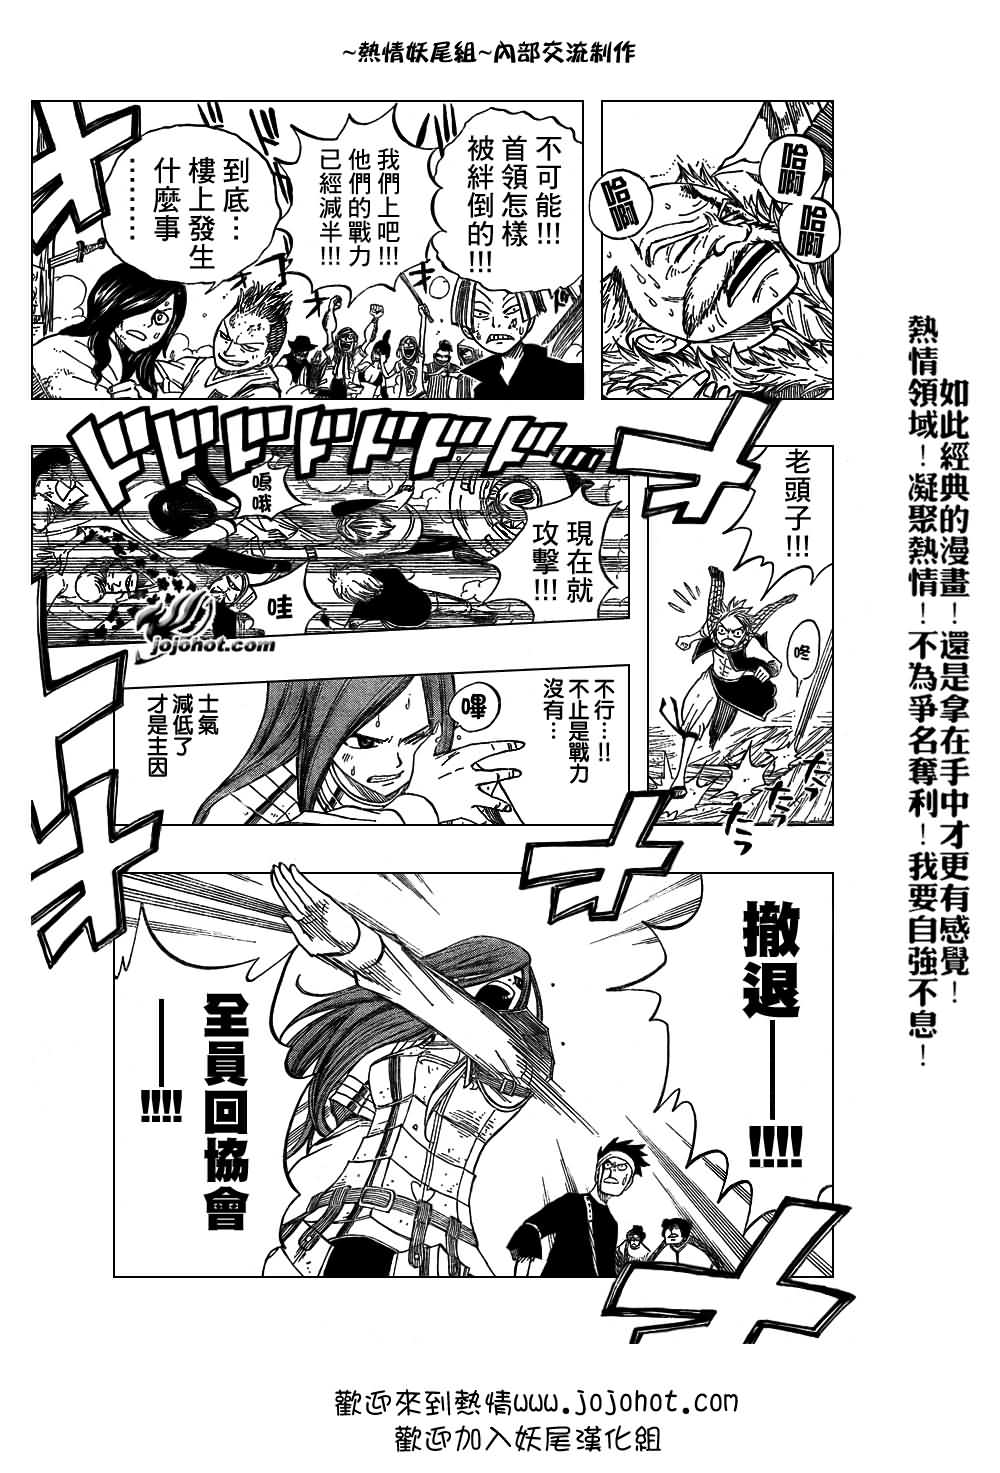 ~熱情妖尾組~內部交流制作
哈啊
哈啊
哈啊
不可能!!!
首領怎樣
被絆倒的!!!
我們上吧!!!
他們的戰力
已經減半!!!
到底…
樓上發生
什麼事
………
老頭子!!!
咚
たっ
たっ
ドドドドドドドド…
現在就
攻擊!!!
嗚哦
哇
jojohot.com
不行…!!
不止是戰力
沒有…
嗶
士氣
減低了
才是主因
撤退——!!!!
全員回協會
——!!!!
如此經典的漫畫!還是拿在手中才更有感覺!
熱情領域!凝聚熱情!不為爭名奪利!我要自強不息!
歡迎來到熱情www.jojohot.com
歡迎加入妖尾漢化組